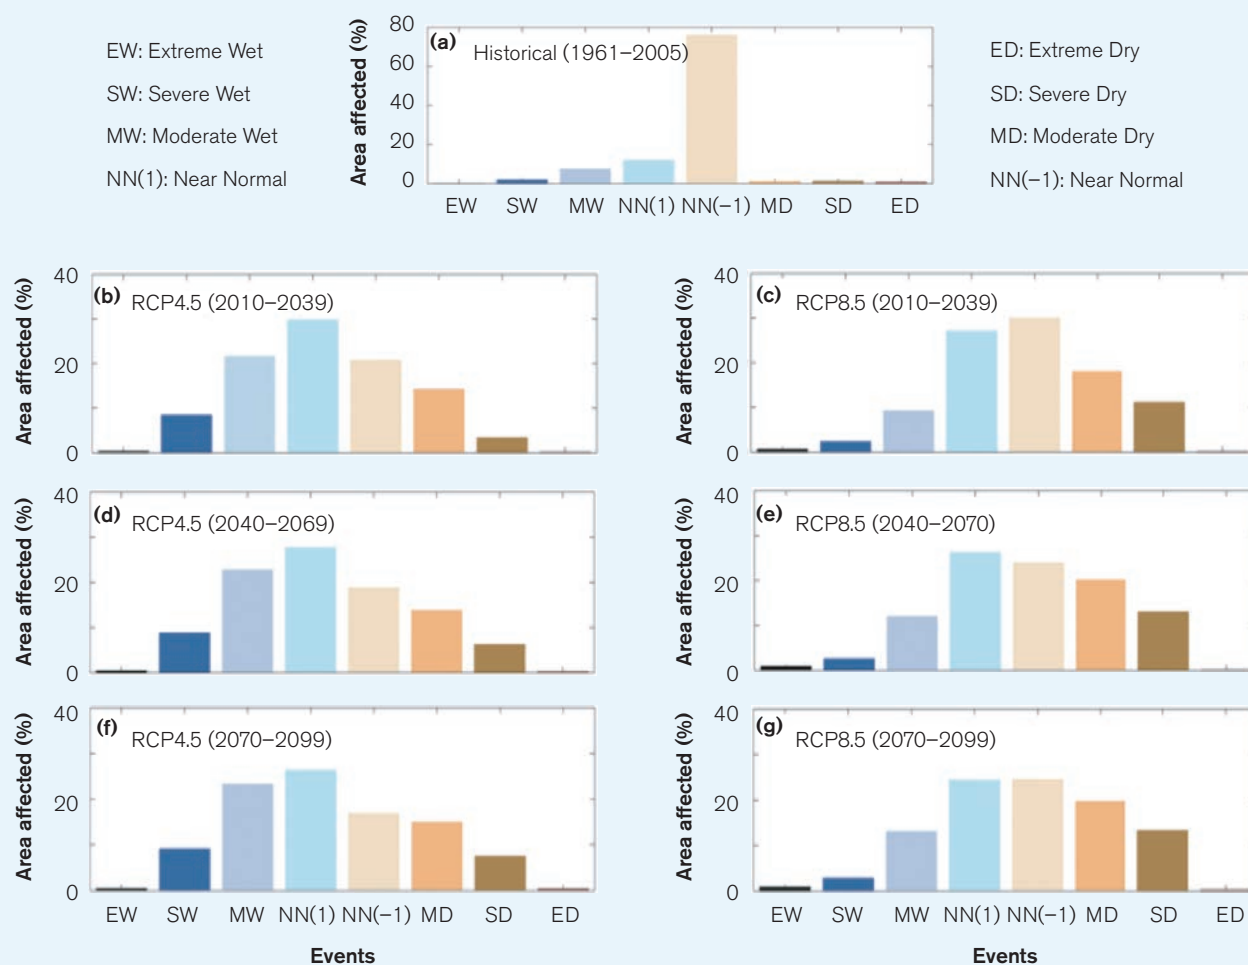 EW: Extreme Wet
SW: Severe Wet
MW: Moderate Wet
NN(1): Near Normal
Area affected (%)
80
60
40
20
0
(a) Historical (1961–2005)
EW SW MW NN(1) NN(−1) MD SD ED
ED: Extreme Dry
SD: Severe Dry
MD: Moderate Dry
NN(−1): Near Normal
Area affected (%)
40
20
0
(b) RCP4.5 (2010–2039)
Area affected (%)
40
20
0
(c) RCP8.5 (2010–2039)
Area affected (%)
40
20
0
(d) RCP4.5 (2040–2069)
Area affected (%)
40
20
0
(e) RCP8.5 (2040–2070)
Area affected (%)
40
20
0
(f) RCP4.5 (2070–2099)
EW SW MW NN(1) NN(−1) MD SD ED
Events
Area affected (%)
40
20
0
(g) RCP8.5 (2070–2099)
EW SW MW NN(1) NN(−1) MD SD ED
Events